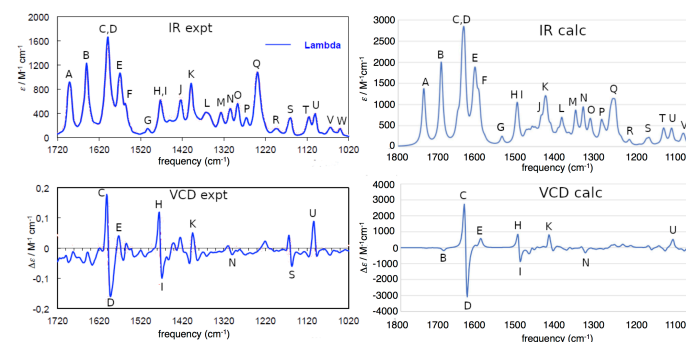 IR expt
ε / M⁻¹cm⁻¹
2000
1600
1200
800
400
0
A
B
C,D
E
F
G
H,I
J
K
L
M
N
O
P
Q
R
S
T
U
V
W
Lambda
1720 1620 1520 1420 1320 1220 1120 1020
frequency (cm⁻¹)
IR calc
ε/ M⁻¹cm⁻¹
3000
2500
2000
1500
1000
500
0
A
B
C,D
E
F
G
H I
J
K
L
M
N
O
P
Q
R
S
T U
V
1800 1700 1600 1500 1400 1300 1200 1100
frequency (cm⁻¹)
VCD expt
Δε / M⁻¹ cm⁻¹
0,2
0,1
0
-0,1
-0,2
C
D
E
H
I
K
N
S
U
1720 1620 1520 1420 1320 1220 1120 1020
frequency (cm⁻¹)
VCD calc
Δε / M⁻¹cm⁻¹
4000
3000
2000
1000
0
-1000
-2000
-3000
-4000
B
C
D
E
H
I
K
N
U
1800 1700 1600 1500 1400 1300 1200 1100
frequency (cm⁻¹)